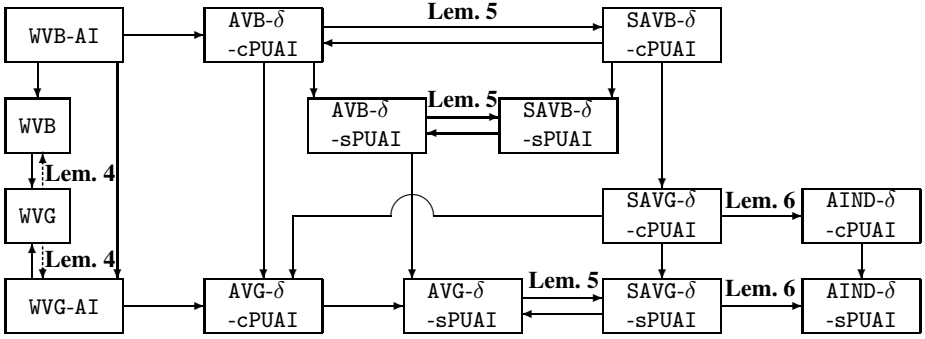 Lem. 5
WVB-AI
AVB-δ
-cPUAI
SAVB-δ
-cPUAI
WVB
AVB-δ
-sPUAI
Lem. 5
SAVB-δ
-sPUAI
Lem. 4
WVG
SAVG-δ
-cPUAI
Lem. 6
AIND-δ
-cPUAI
Lem. 4
WVG-AI
AVG-δ
-cPUAI
AVG-δ
-sPUAI
Lem. 5
SAVG-δ
-sPUAI
Lem. 6
AIND-δ
-sPUAI